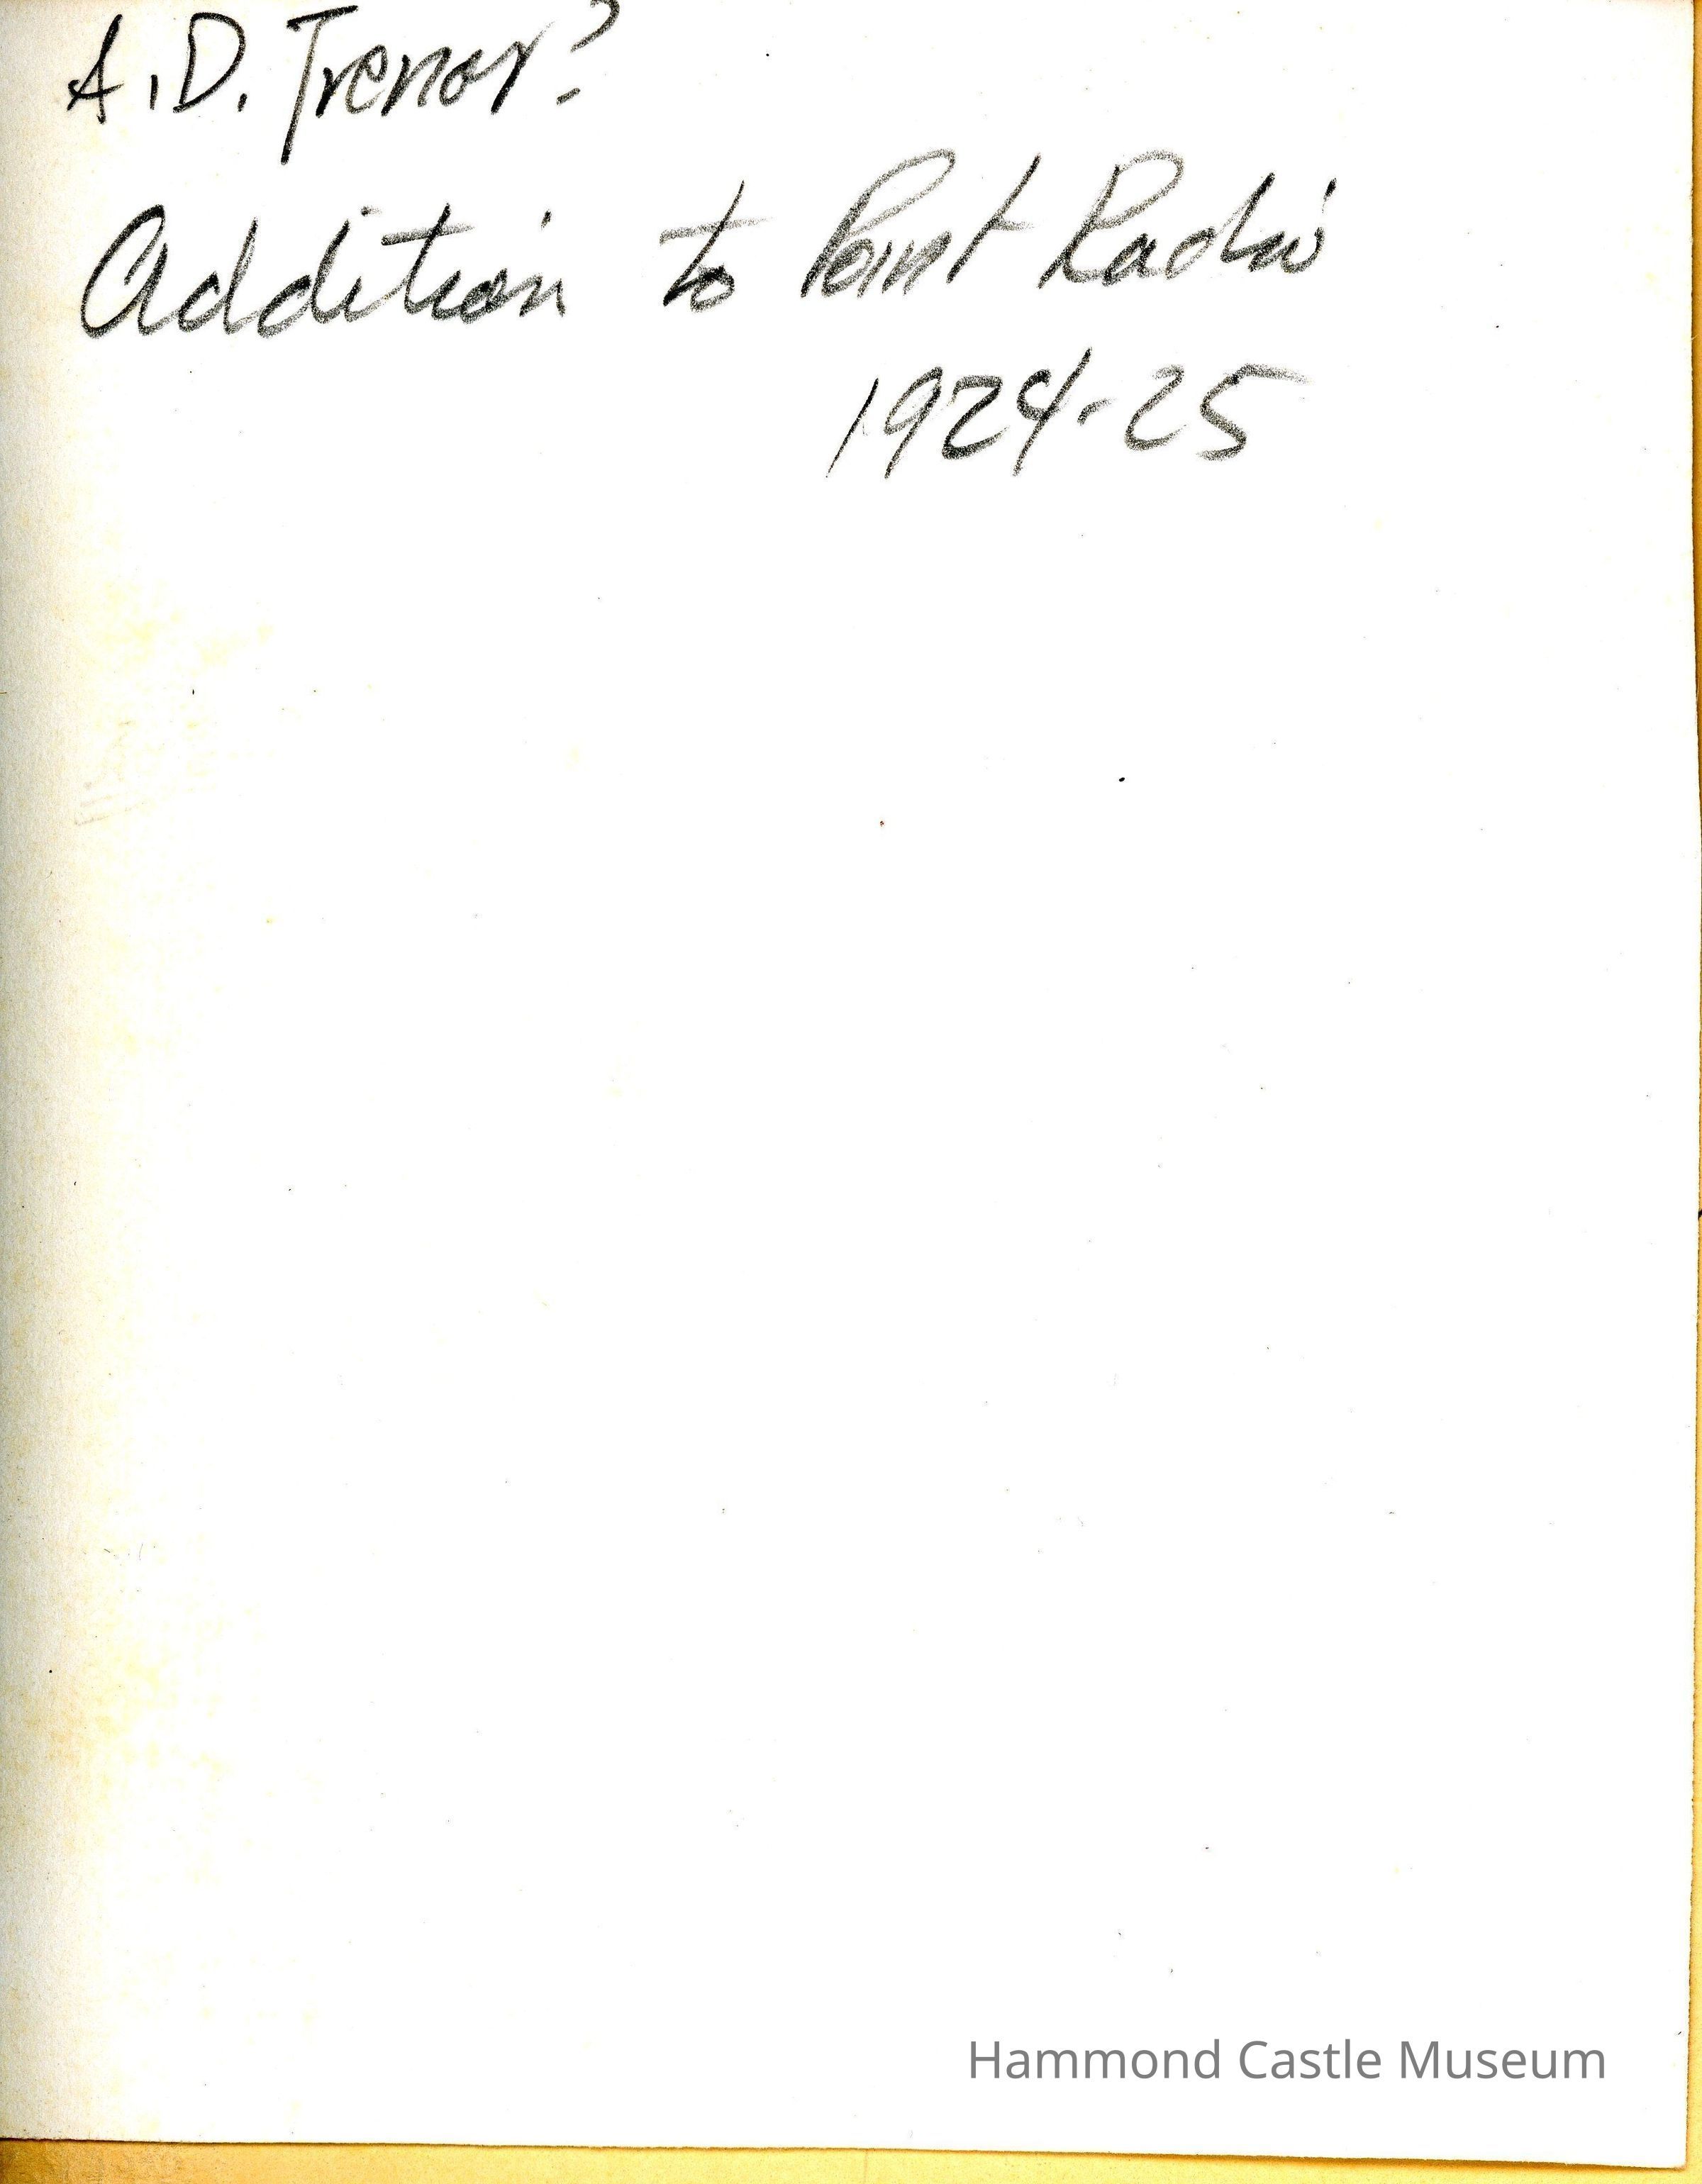 A.D. Trenor?
Addition to Point Radio
1924-25
Hammond Castle Museum